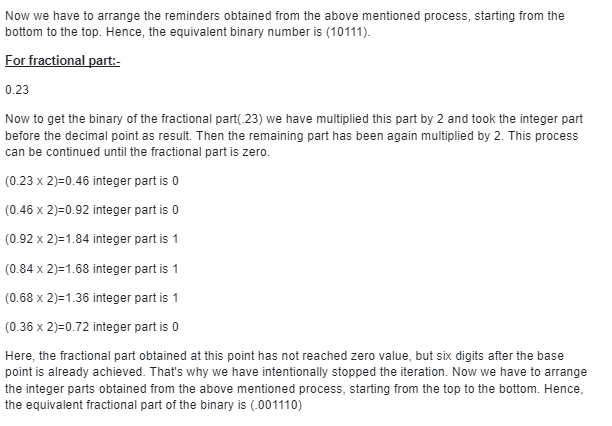 Now we have to arrange the reminders obtained from the above mentioned process, starting from the
bottom to the top. Hence, the equivalent binary number is (10111).
For fractional part:-
0.23
Now to get the binary of the fractional part(.23) we have multiplied this part by 2 and took the integer part
before the decimal point as result. Then the remaining part has been again multiplied by 2. This process
can be continued until the fractional part is zero.
(0.23 x 2)=0.46 integer part is 0
(0.46 x 2)=0.92 integer part is 0
(0.92 x 2)=1.84 integer part is 1
(0.84 x 2)=1.68 integer part is 1
(0.68 x 2)=1.36 integer part is 1
(0.36 x 2)=0.72 integer part is 0
Here, the fractional part obtained at this point has not reached zero value, but six digits after the base
point is already achieved. That's why we have intentionally stopped the iteration. Now we have to arrange
the integer parts obtained from the above mentioned process, starting from the top to the bottom. Hence,
the equivalent fractional part of the binary is (.001110)